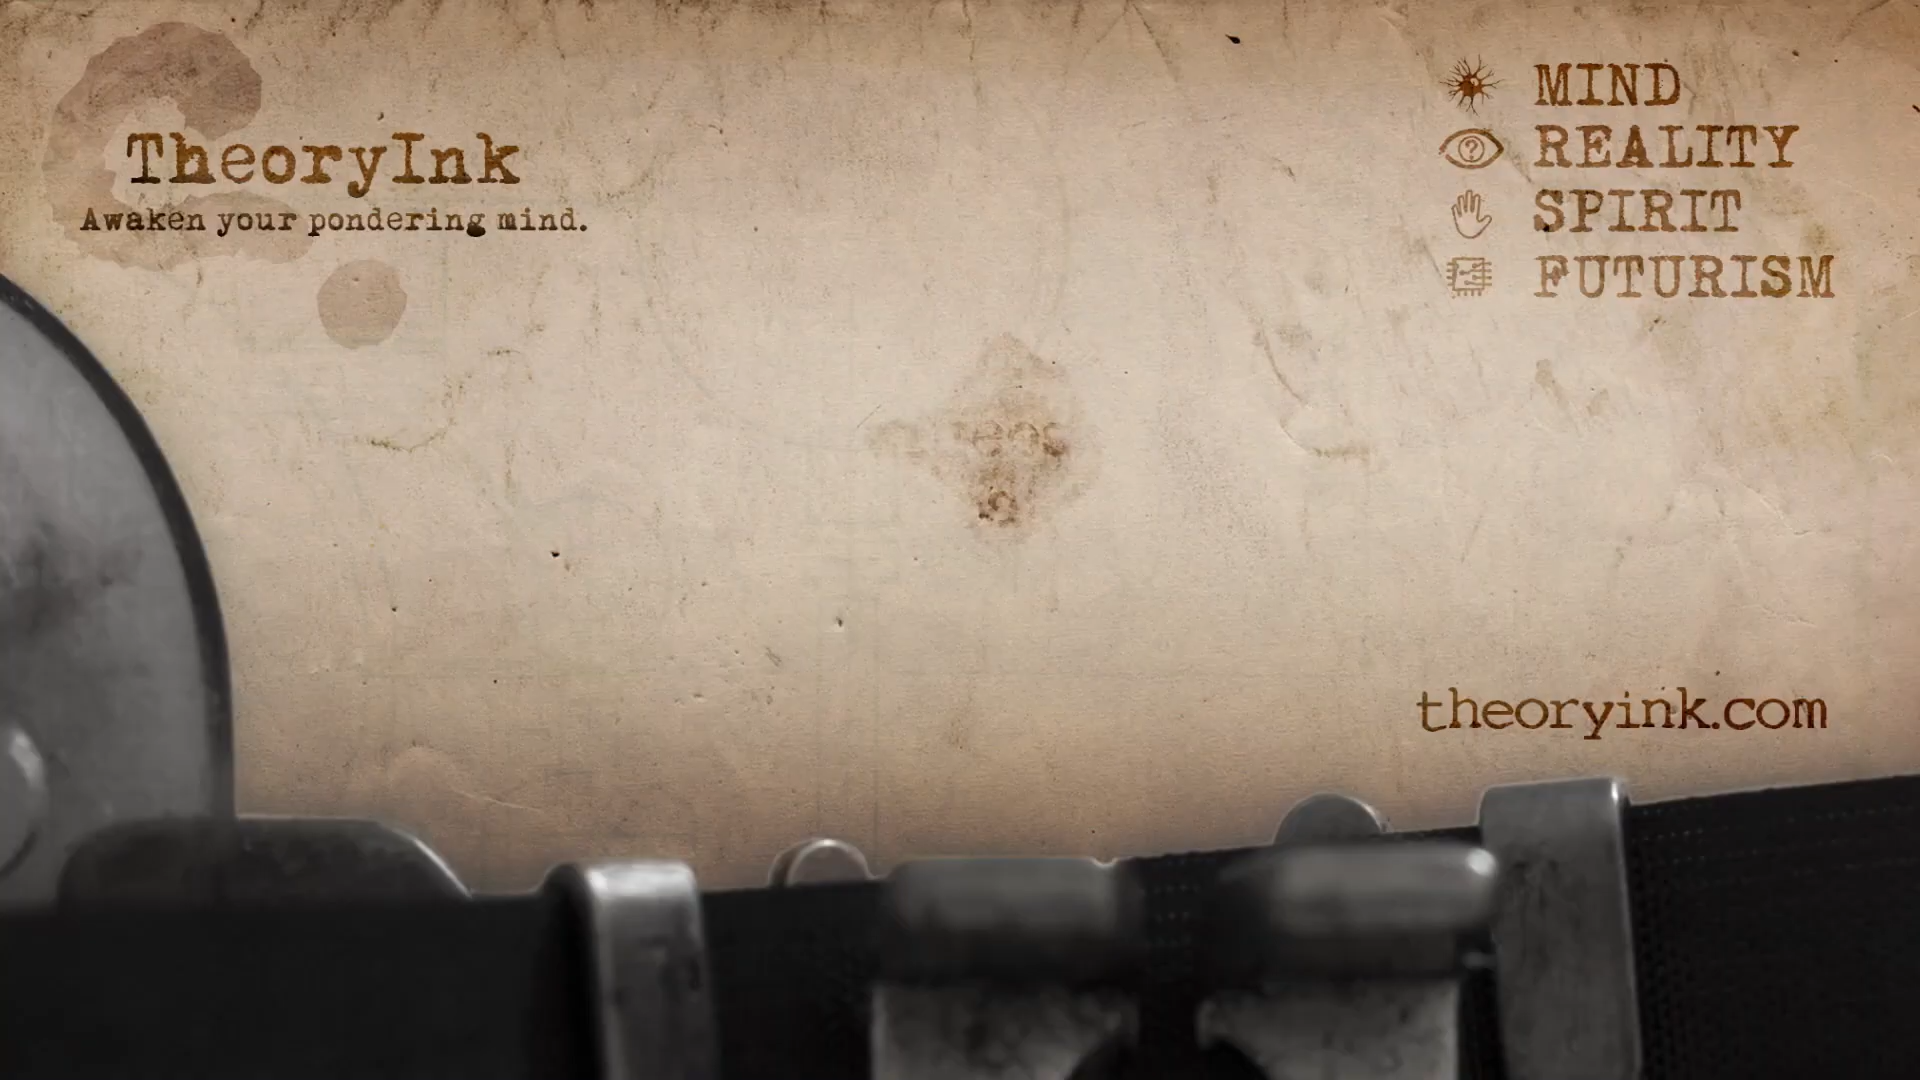 TheoryInk
Awaken your pondering mind.
MIND
REALITY
SPIRIT
FUTURISM
theoryink.com